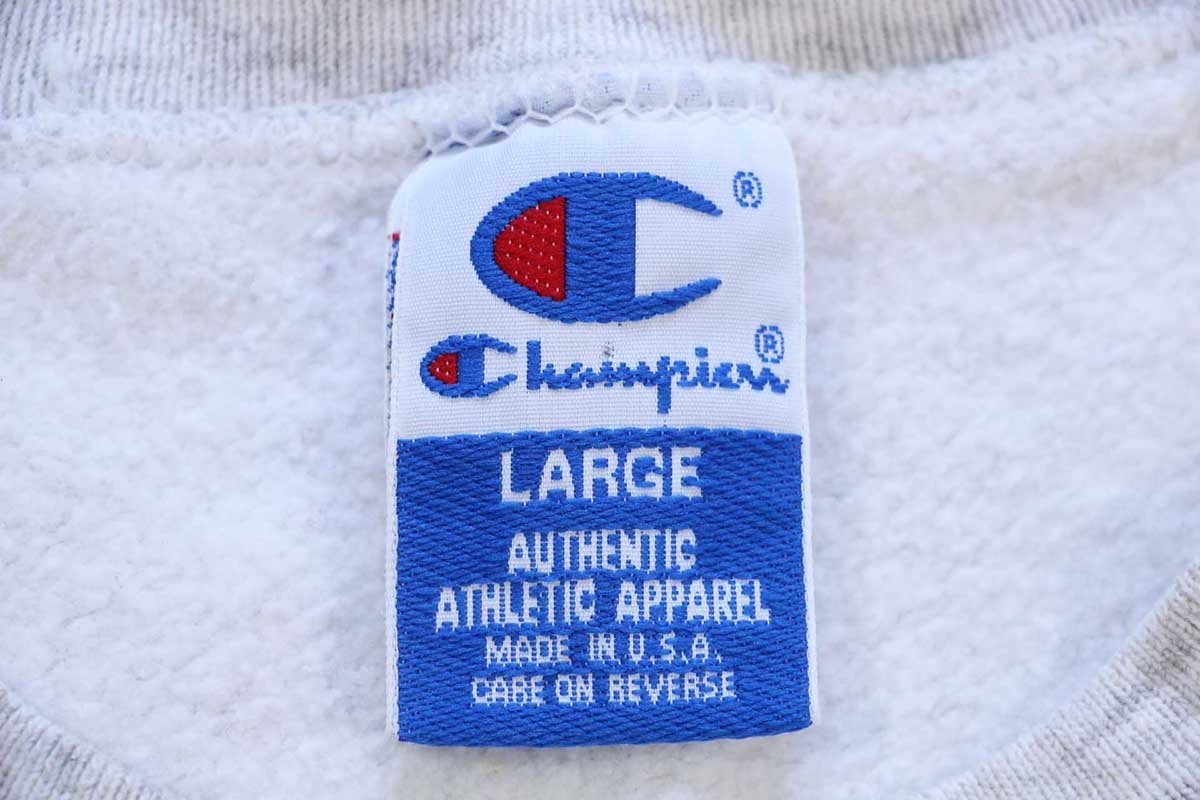 ®
Champion®
LARGE
AUTHENTIC
ATHLETIC APPAREL
MADE IN U.S.A.
CARE ON REVERSE